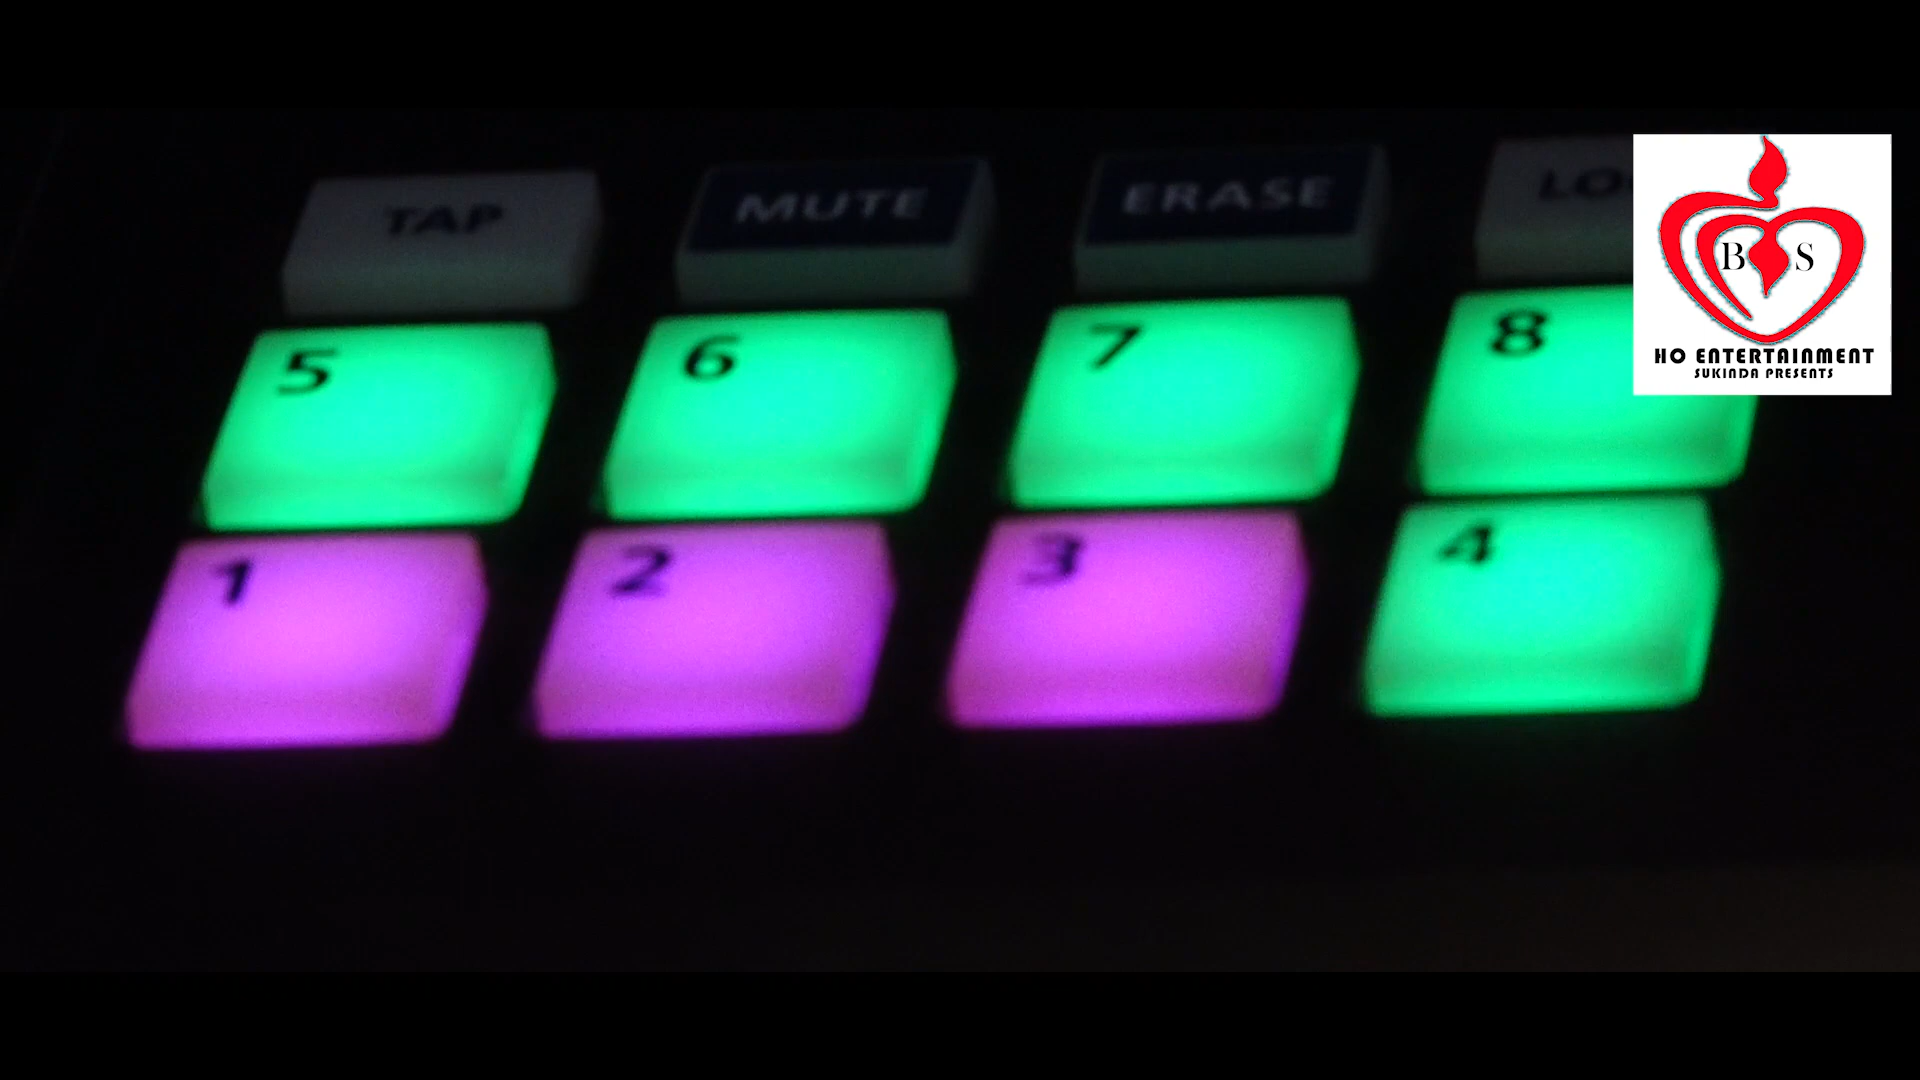 TAP MUTE ERASE
5 6 7 8
1 2 3 4
B S
HO ENTERTAINMENT
SUKINDA PRESENTS